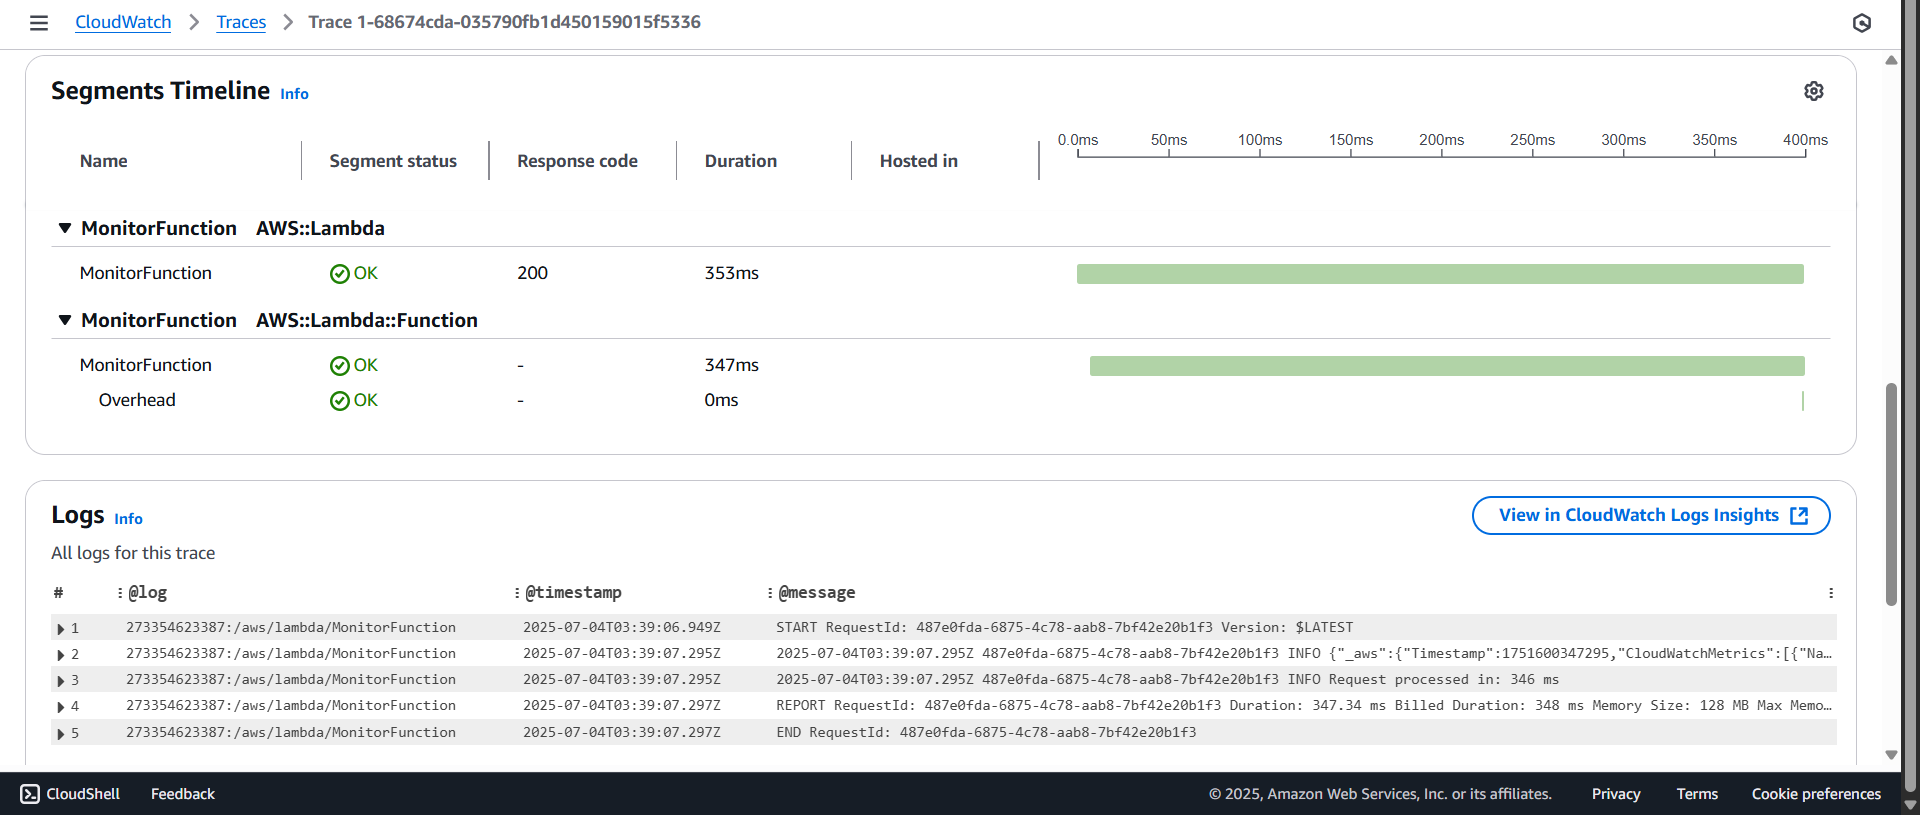 CloudWatch > Traces > Trace 1-68674cda-035790fb1d450159015f5336
Segments Timeline Info
0.0ms 50ms 100ms 150ms 200ms 250ms 300ms 350ms 400ms
Name Segment status Response code Duration Hosted in
MonitorFunction AWS::Lambda
MonitorFunction OK 200 353ms
MonitorFunction AWS::Lambda::Function
MonitorFunction OK - 347ms
Overhead OK - 0ms
Logs Info View in CloudWatch Logs Insights
All logs for this trace
# @log @timestamp @message
1 273354623387:/aws/lambda/MonitorFunction 2025-07-04T03:39:06.949Z START RequestId: 487e0fda-6875-4c78-aab8-7bf42e20b1f3 Version: $LATEST
2 273354623387:/aws/lambda/MonitorFunction 2025-07-04T03:39:07.295Z 2025-07-04T03:39:07.295Z 487e0fda-6875-4c78-aab8-7bf42e20b1f3 INFO {"_aws":{"Timestamp":1751600347295,"CloudWatchMetrics":[{"Na…
3 273354623387:/aws/lambda/MonitorFunction 2025-07-04T03:39:07.295Z 2025-07-04T03:39:07.295Z 487e0fda-6875-4c78-aab8-7bf42e20b1f3 INFO Request processed in: 346 ms
4 273354623387:/aws/lambda/MonitorFunction 2025-07-04T03:39:07.297Z REPORT RequestId: 487e0fda-6875-4c78-aab8-7bf42e20b1f3 Duration: 347.34 ms Billed Duration: 348 ms Memory Size: 128 MB Max Memo…
5 273354623387:/aws/lambda/MonitorFunction 2025-07-04T03:39:07.297Z END RequestId: 487e0fda-6875-4c78-aab8-7bf42e20b1f3
CloudShell Feedback © 2025, Amazon Web Services, Inc. or its affiliates. Privacy Terms Cookie preferences